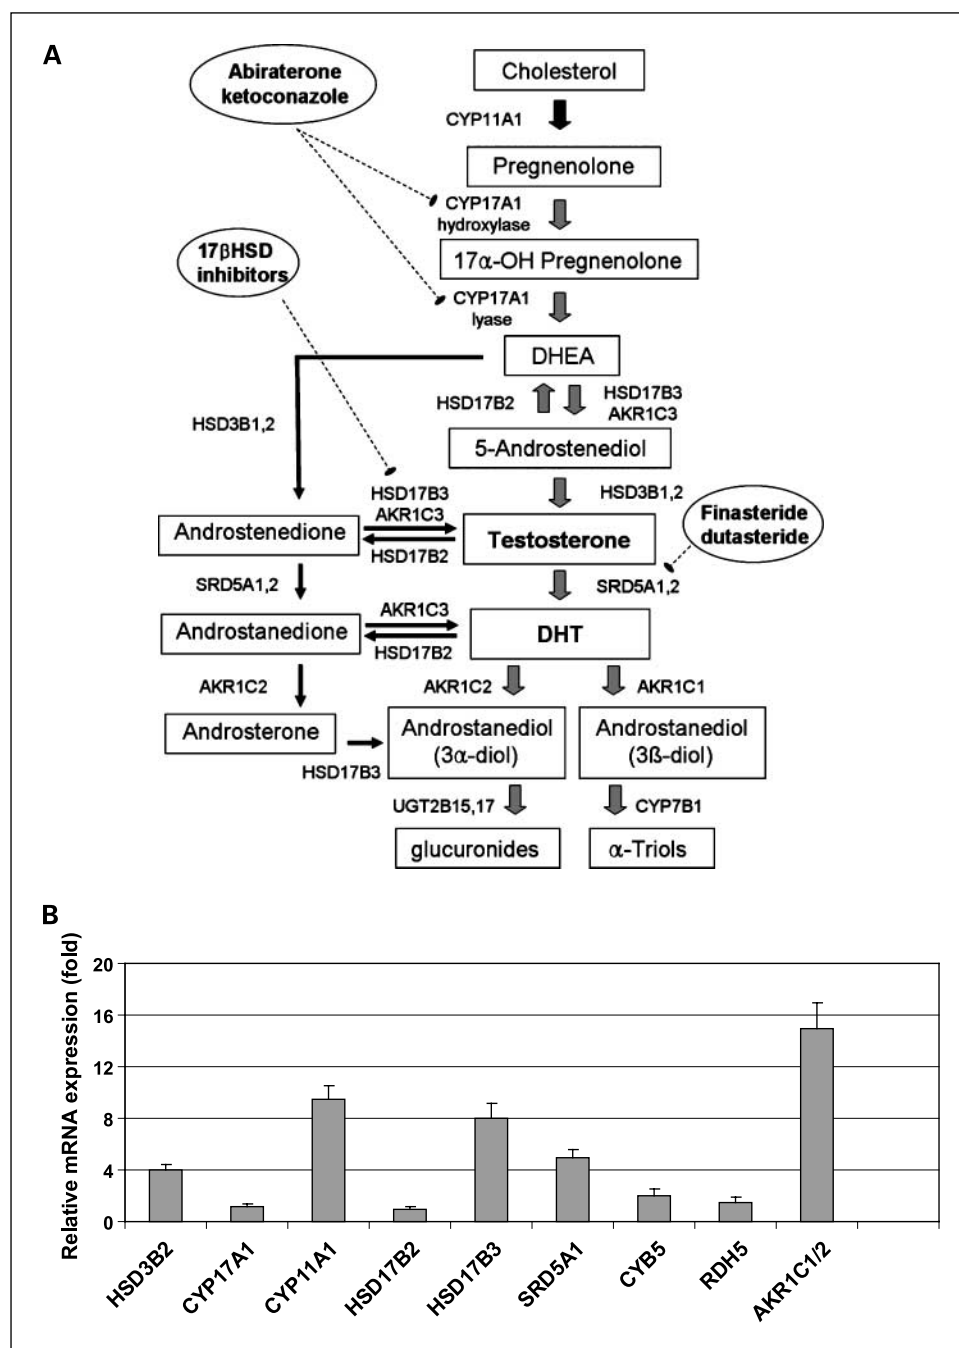 A
Abiraterone
ketoconazole
Cholesterol
CYP11A1
Pregnenolone
CYP17A1
hydroxylase
17βHSD
inhibitors
17α-OH Pregnenolone
CYP17A1
lyase
DHEA
HSD17B2
HSD17B3
AKR1C3
HSD3B1,2
5-Androstenediol
HSD17B3
AKR1C3
HSD17B2
HSD3B1,2
Finasteride
dutasteride
Androstenedione
Testosterone
SRD5A1,2
SRD5A1,2
AKR1C3
HSD17B2
Androstanedione
DHT
AKR1C2
AKR1C2
AKR1C1
Androsterone
HSD17B3
Androstanediol
(3α-diol)
Androstanediol
(3ß-diol)
UGT2B15,17
CYP7B1
glucuronides
α-Triols
B
Relative mRNA expression (fold)
20
16
12
8
4
0
HSD3B2
CYP17A1
CYP11A1
HSD17B2
HSD17B3
SRD5A1
CYB5
RDH5
AKR1C1/2